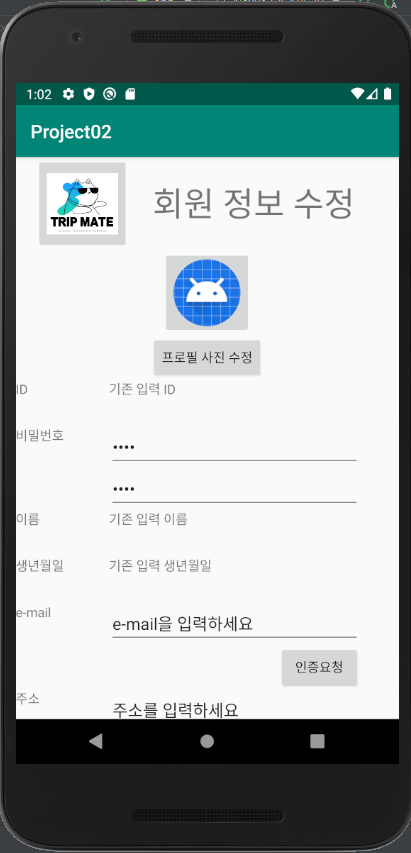 1:02
Project02
TRIP MATE
회원 정보 수정
프로필 사진 수정
ID 기존 입력 ID
비밀번호 ••••
••••
이름 기존 입력 이름
생년월일 기존 입력 생년월일
e-mail
e-mail을 입력하세요
인증요청
주소
주소를 입력하세요